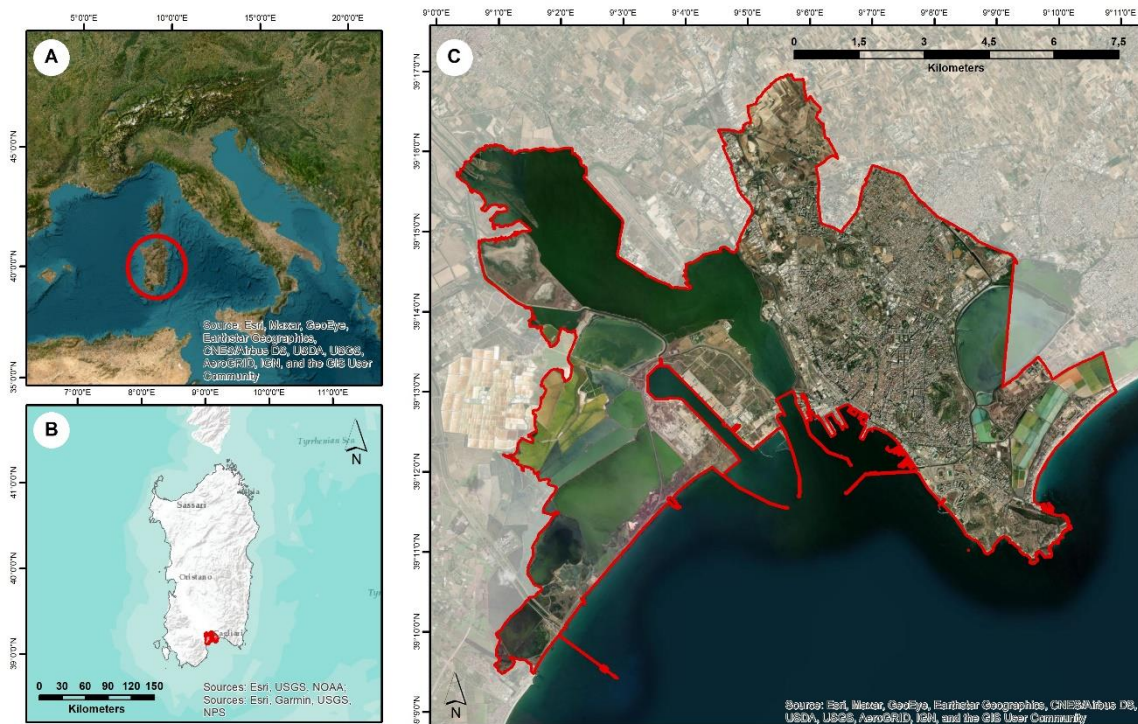 5°0'0"E 10°0'0"E 15°0'0"E 20°0'0"E
A
45°0'0"N
40°0'0"N
35°0'0"N
Source: Esri, Maxar, GeoEye,
Earthstar Geographics,
CNES/Airbus DS, USDA, USGS,
AeroGRID, IGN, and the GIS User
Community
7°0'0"E 8°0'0"E 9°0'0"E 10°0'0"E 11°0'0"E
B
Tyrrhenian Sea
N
41°0'0"N
Sassari
40°0'0"N
Oristano
Cagliari
39°0'0"N
0 30 60 90 120 150
Kilometers
Sources: Esri, USGS, NOAA;
Sources: Esri, Garmin, USGS,
NPS
9°0'0"E 9°1'0"E 9°2'0"E 9°3'0"E 9°4'0"E 9°5'0"E 9°6'0"E 9°7'0"E 9°8'0"E 9°9'0"E 9°10'0"E 9°11'0"E
C
0 1,5 3 4,5 6 7,5
Kilometers
39°17'0"N
39°16'0"N
39°15'0"N
39°14'0"N
39°13'0"N
39°12'0"N
39°11'0"N
39°10'0"N
39°9'0"N
N
Source: Esri, Maxar, GeoEye, Earthstar Geographics, CNES/Airbus DS,
USDA, USGS, AeroGRID, IGN, and the GIS User Community